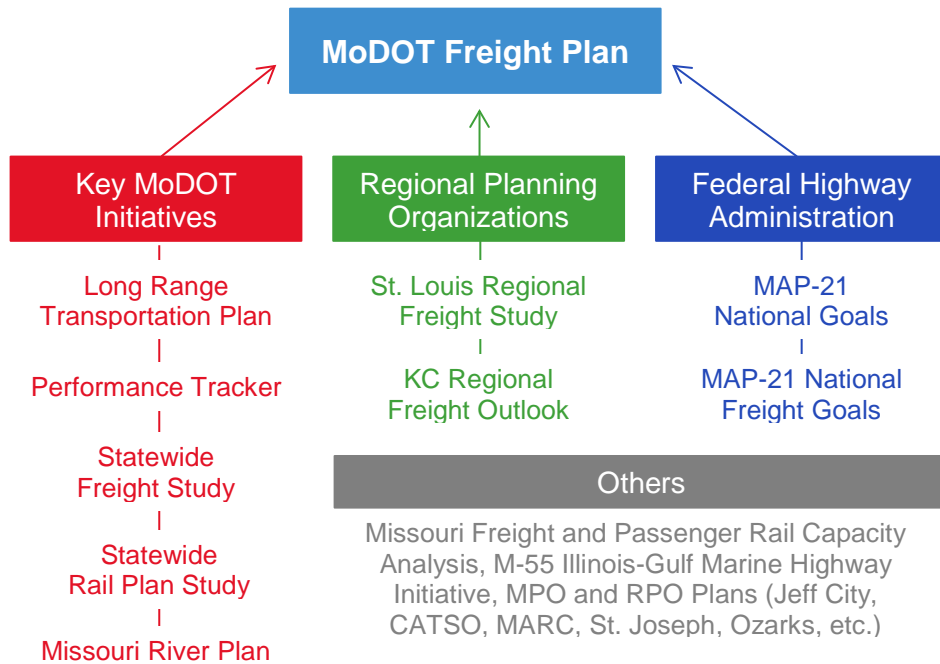 MoDOT Freight Plan
Key MoDOT
Initiatives
Long Range
Transportation Plan
Performance Tracker
Statewide
Freight Study
Statewide
Rail Plan Study
Missouri River Plan
Regional Planning
Organizations
St. Louis Regional
Freight Study
KC Regional
Freight Outlook
Federal Highway
Administration
MAP-21
National Goals
MAP-21 National
Freight Goals
Others
Missouri Freight and Passenger Rail Capacity
Analysis, M-55 Illinois-Gulf Marine Highway
Initiative, MPO and RPO Plans (Jeff City,
CATSO, MARC, St. Joseph, Ozarks, etc.)